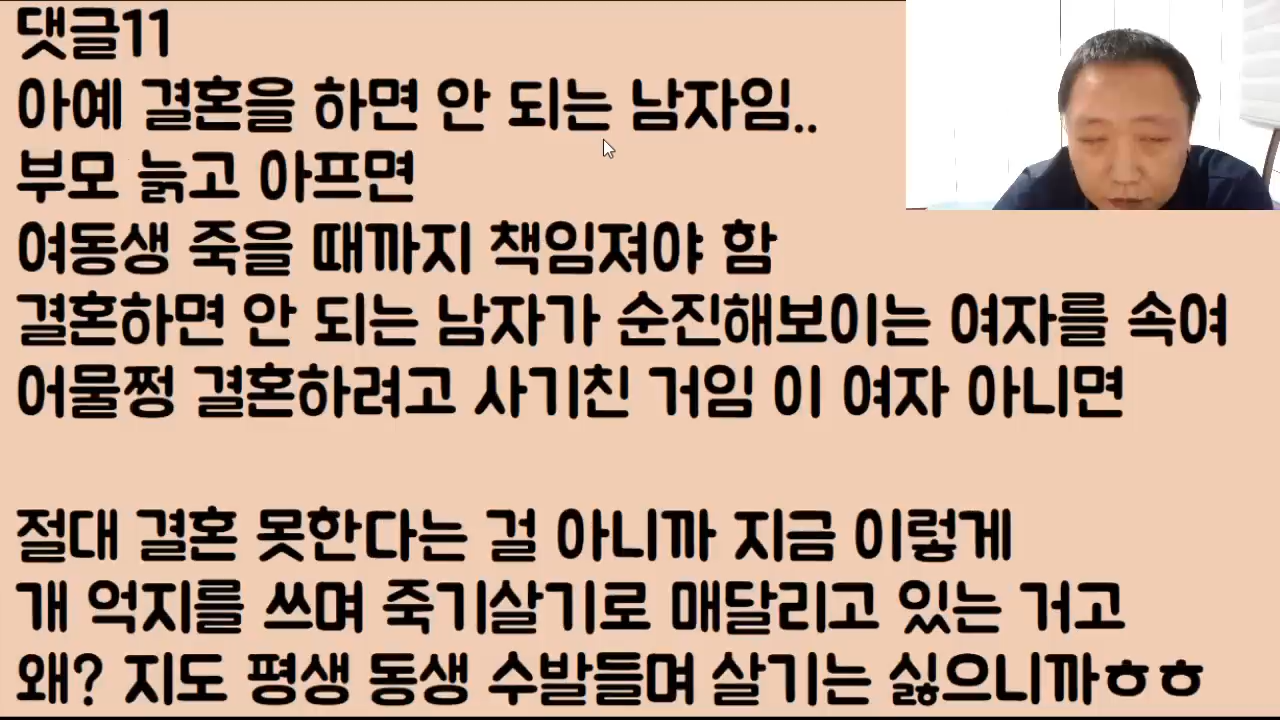 댓글11
아예 결혼을 하면 안 되는 남자임..
부모 늙고 아프면
여동생 죽을 때까지 책임져야 함
결혼하면 안 되는 남자가 순진해보이는 여자를 속여
어물쩡 결혼하려고 사기친 거임 이 여자 아니면
절대 결혼 못한다는 걸 아니까 지금 이렇게
개 억지를 쓰며 죽기살기로 매달리고 있는 거고
왜? 지도 평생 동생 수발들며 살기는 싫으니까ㅎㅎ